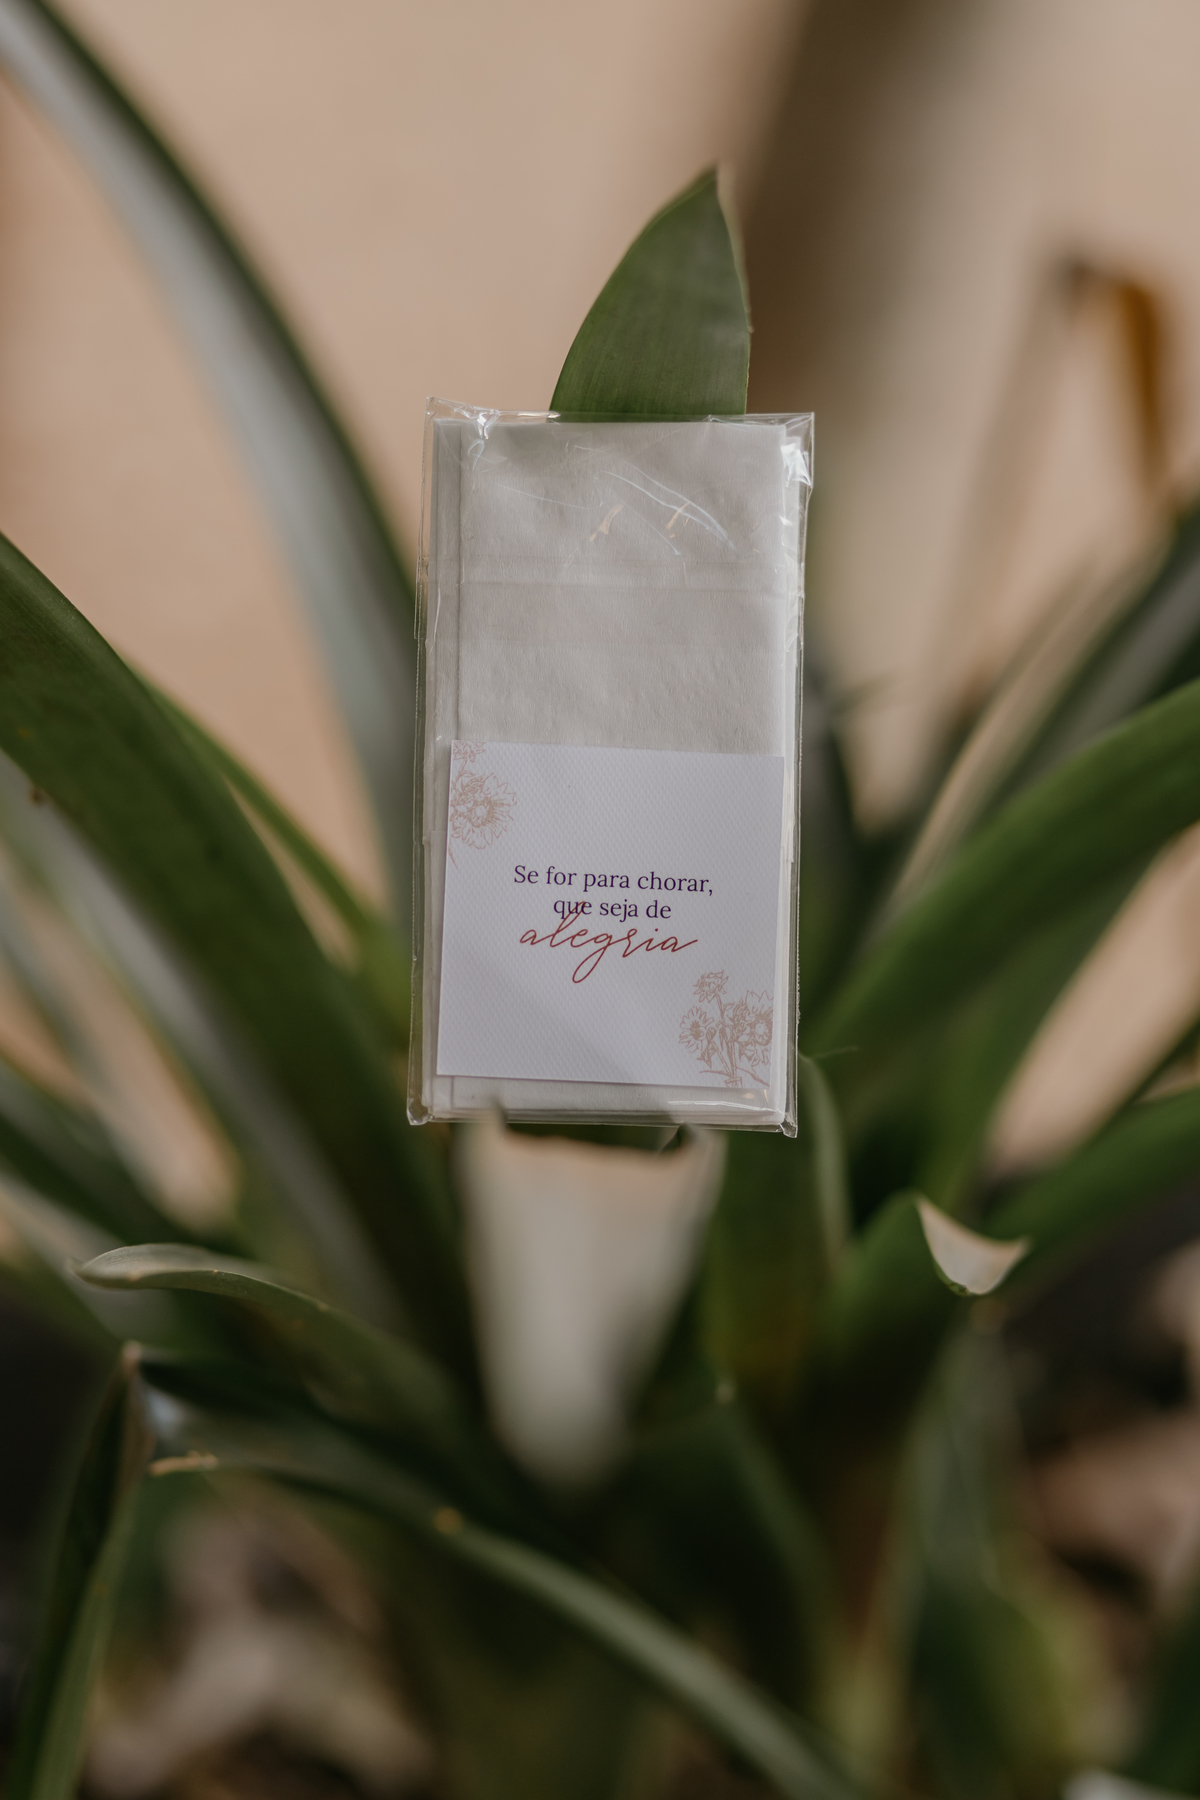 Se for para chorar,
que seja de
alegria